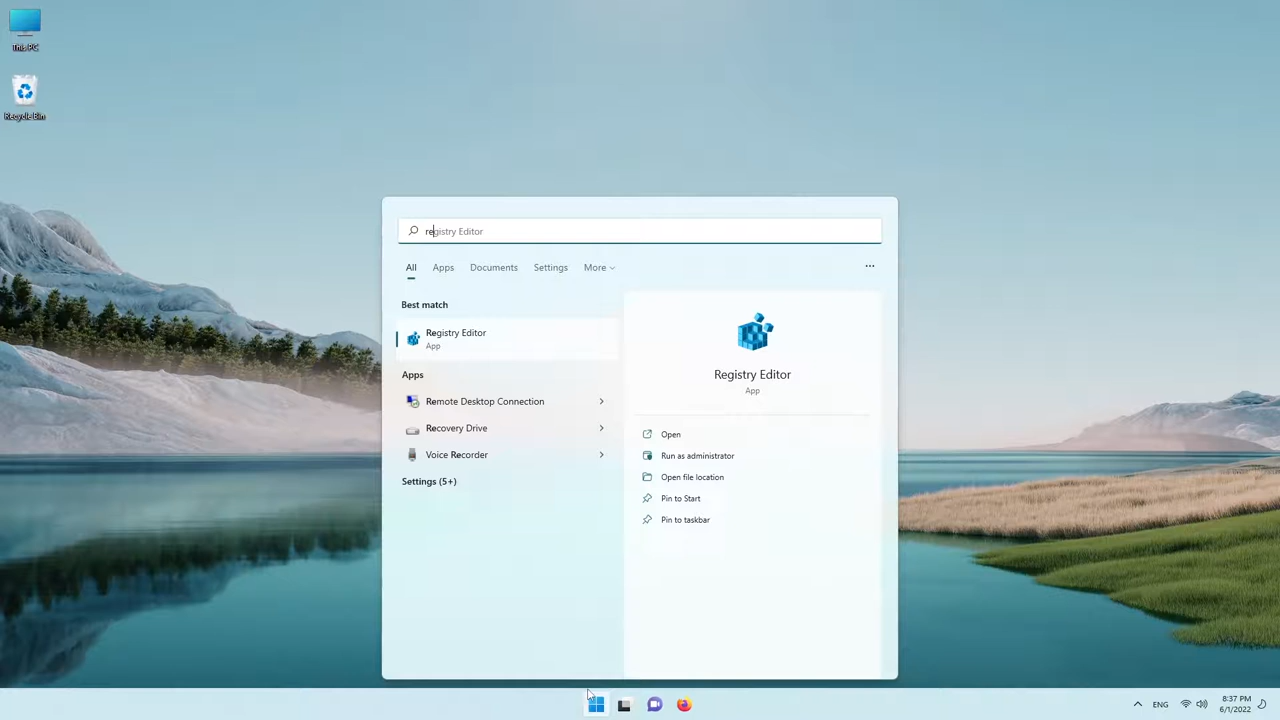 This PC
Recycle Bin
registry Editor
All Apps Documents Settings More
Best match
Registry Editor
App
Apps
Remote Desktop Connection
Recovery Drive
Voice Recorder
Settings (5+)
Registry Editor
App
Open
Run as administrator
Open file location
Pin to Start
Pin to taskbar
ENG
8:37 PM
6/1/2022